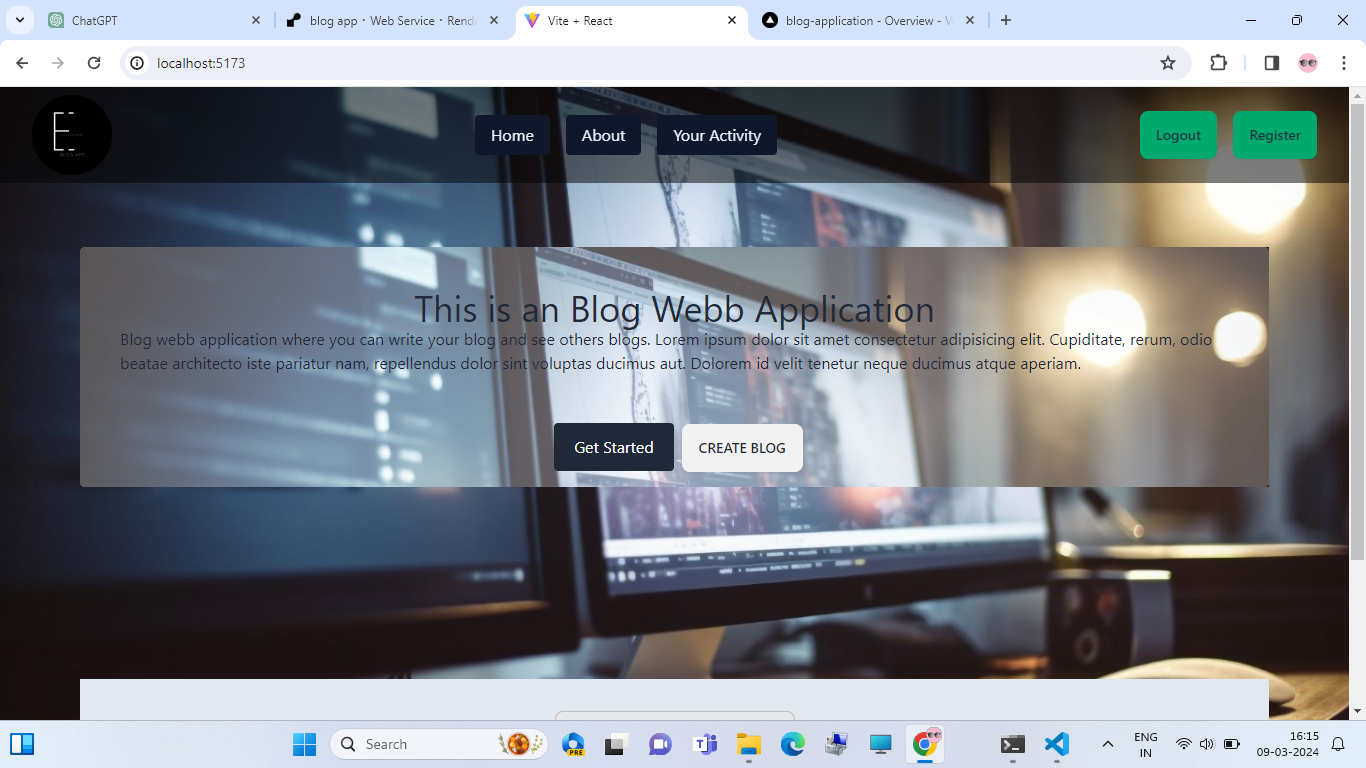 ChatGPT
blog app · Web Service · Rende
Vite + React
blog-application - Overview - V
localhost:5173
E
BLOG APP
Home
About
Your Activity
Logout
Register
This is an Blog Webb Application
Blog webb application where you can write your blog and see others blogs. Lorem ipsum dolor sit amet consectetur adipisicing elit. Cupiditate, rerum, odio
beatae architecto iste pariatur nam, repellendus dolor sint voluptas ducimus aut. Dolorem id velit tenetur neque ducimus atque aperiam.
Get Started
CREATE BLOG
Search
PRE
ENG
IN
16:15
09-03-2024